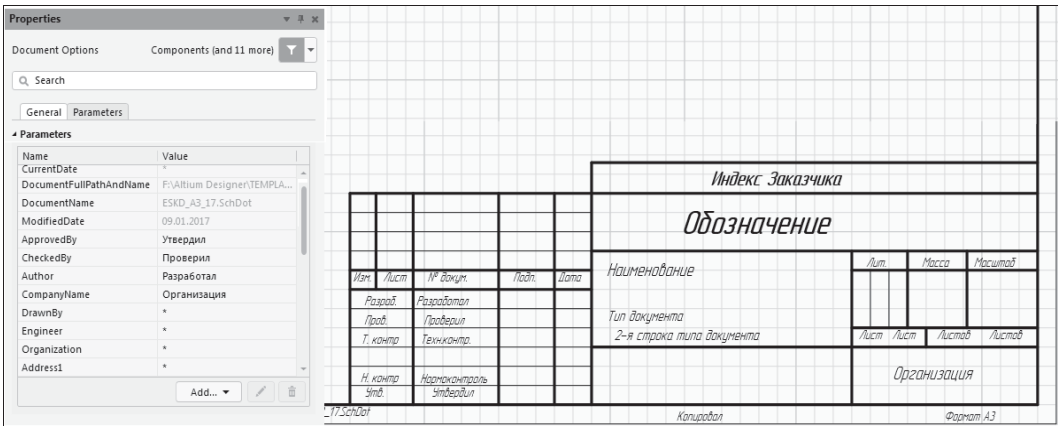 Properties
Document Options Components (and 11 more)
Search
General Parameters
Parameters
Name Value
CurrentDate *
DocumentFullPathAndName F:\Altium Designer\TEMPLA...
DocumentName ESKD_A3_17.SchDot
ModifiedDate 09.01.2017
ApprovedBy Утвердил
CheckedBy Проверил
Author Разработал
CompanyName Организация
DrawnBy *
Engineer *
Organization *
Address1 *
Add...
Индекс Заказчика
Обозначение
Изм. Лист № докум. Подп. Дата
Разраб. Разработал
Пров. Проверил
Т. контр Техн.контр.
Н. контр Нормоконтроль
Утв. Утвердил
Наименование
Тип документа
2-я строка типа документа
Лит. Масса Масштаб
Лист Лист Листов Листов
Организация
_17.SchDot
Копировал
Формат А3